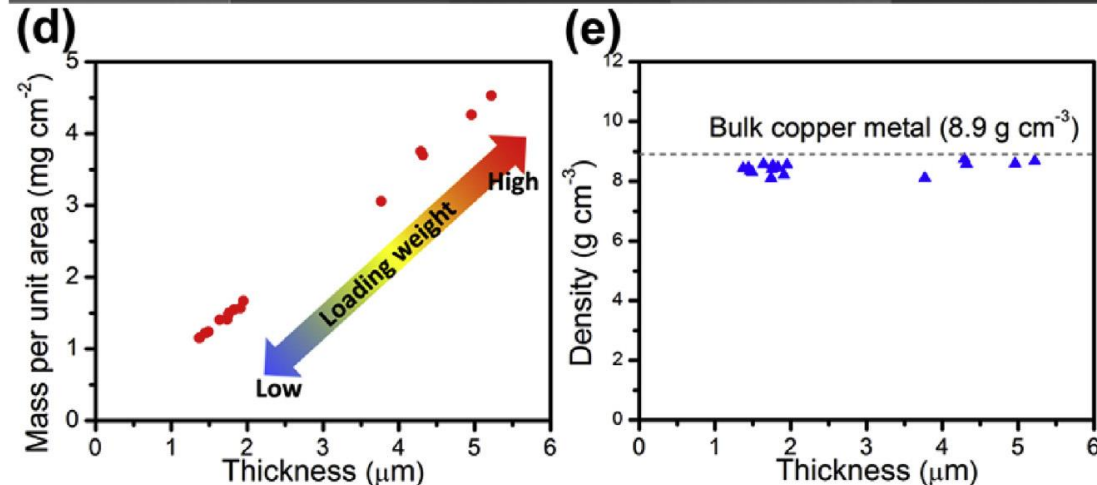 (d)
Mass per unit area (mg cm⁻²)
5
4
3
2
1
0
High
Loading weight
Low
0 1 2 3 4 5 6
Thickness (μm)
(e)
Density (g cm⁻³)
12
10
8
6
4
2
0
Bulk copper metal (8.9 g cm⁻³)
0 1 2 3 4 5 6
Thickness (μm)